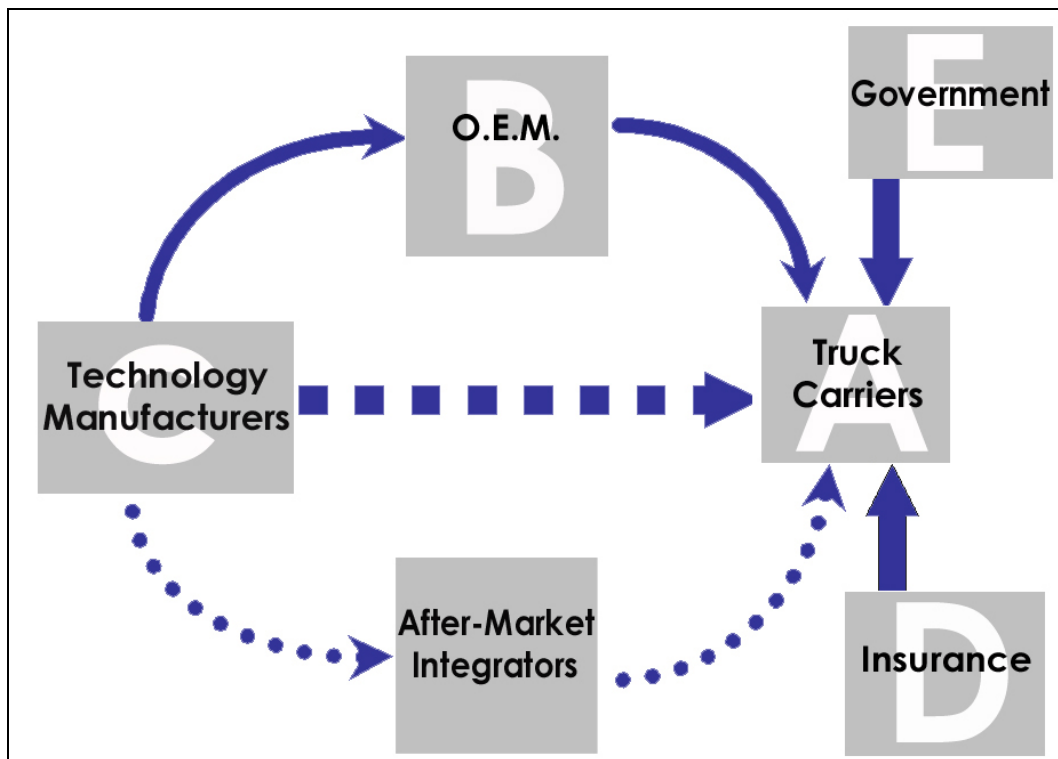 B
O.E.M.
E
Government
C
Technology
Manufacturers
A
Truck
Carriers
After-Market
Integrators
D
Insurance